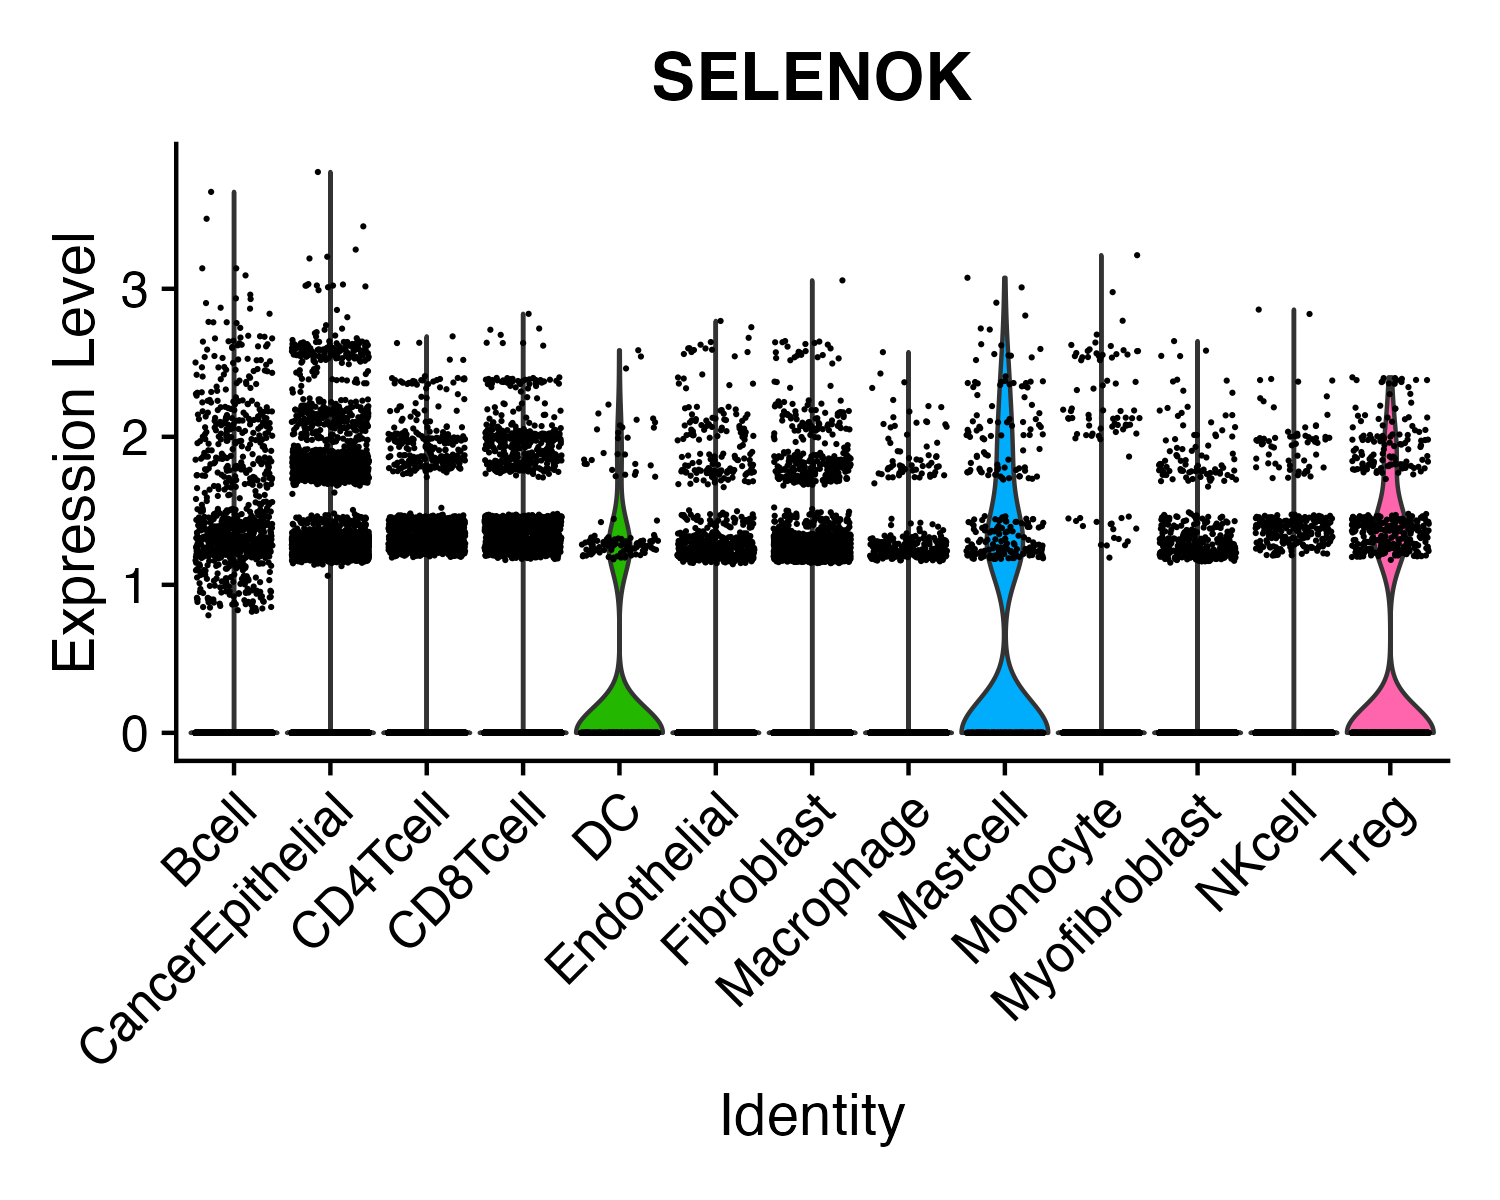 SELENOK
Expression Level
3
2
1
0
Bcell
CancerEpithelial
CD4Tcell
CD8Tcell
DC
Endothelial
Fibroblast
Macrophage
Mastcell
Monocyte
Myofibroblast
NKcell
Treg
Identity